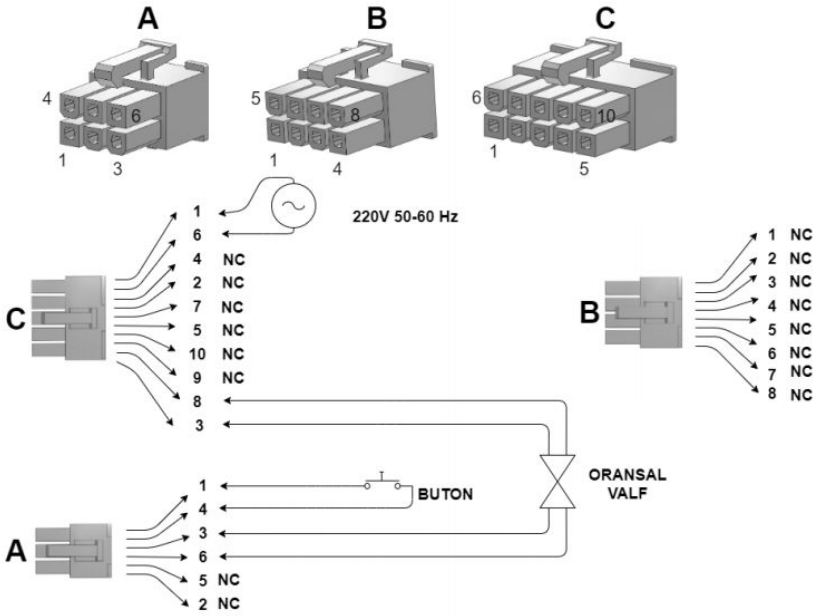 A
B
C
4
6
1
3
5
8
1
4
6
10
1
5
1
220V 50-60 Hz
6
4 NC
2 NC
7 NC
5 NC
10 NC
9 NC
8
3
C
1 NC
2 NC
3 NC
4 NC
5 NC
6 NC
7 NC
8 NC
B
ORANSAL
VALF
1
BUTON
4
3
6
5 NC
2 NC
A